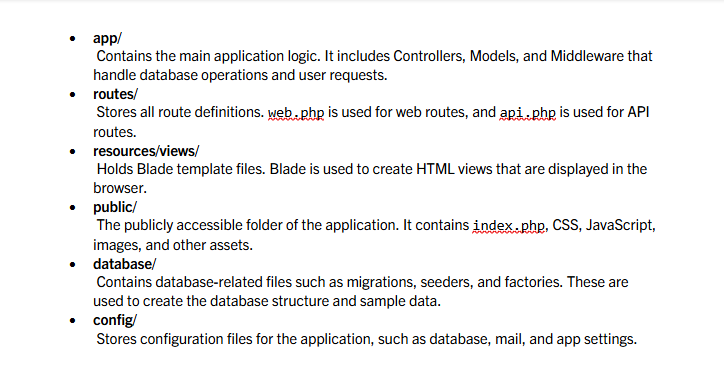 • app/
Contains the main application logic. It includes Controllers, Models, and Middleware that
handle database operations and user requests.
• routes/
Stores all route definitions. web.php is used for web routes, and api.php is used for API
routes.
• resources/views/
Holds Blade template files. Blade is used to create HTML views that are displayed in the
browser.
• public/
The publicly accessible folder of the application. It contains index.php, CSS, JavaScript,
images, and other assets.
• database/
Contains database-related files such as migrations, seeders, and factories. These are
used to create the database structure and sample data.
• config/
Stores configuration files for the application, such as database, mail, and app settings.